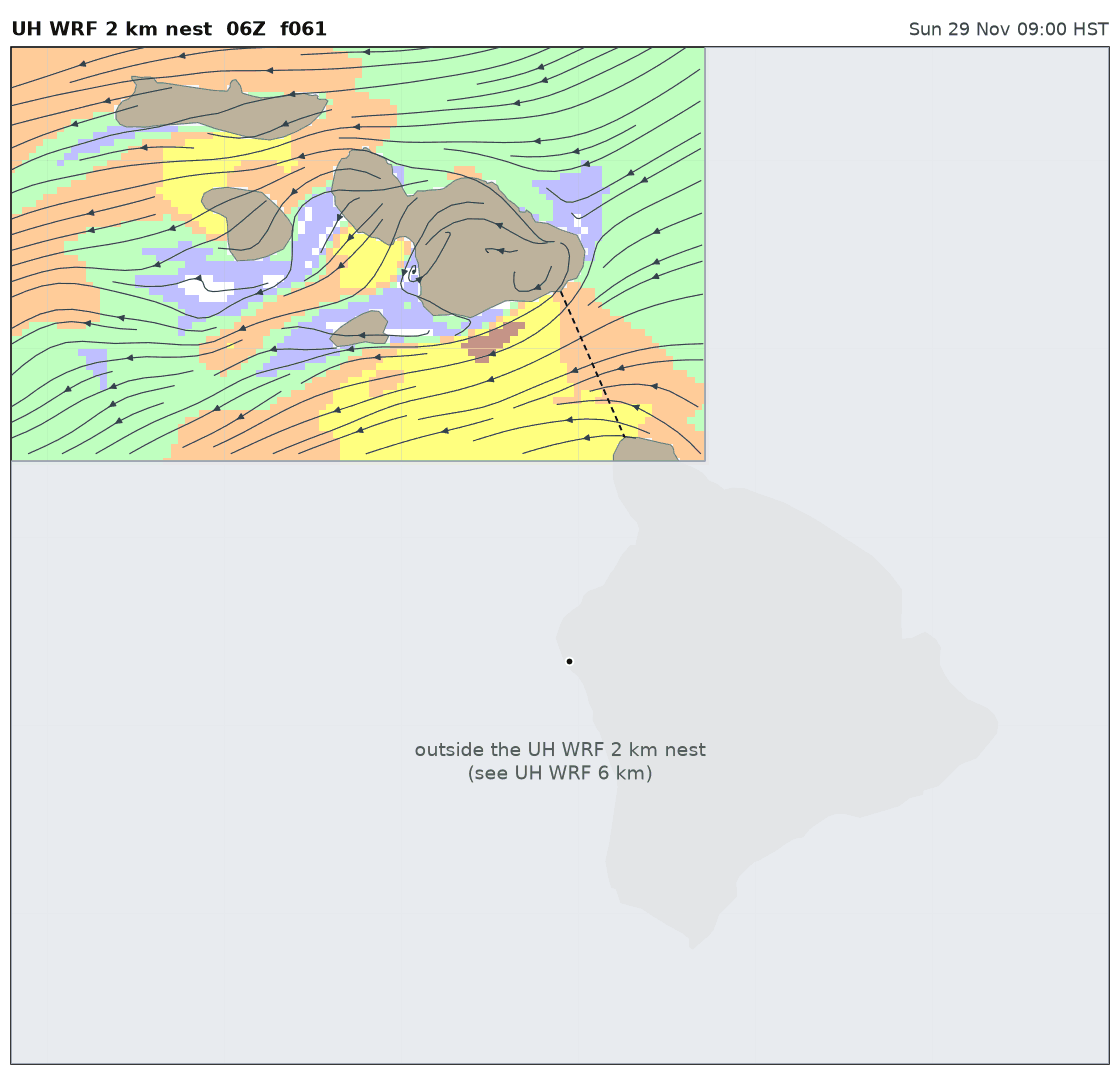 UH WRF 2 km nest  06Z  f061
Sun 29 Nov 09:00 HST
outside the UH WRF 2 km nest
(see UH WRF 6 km)